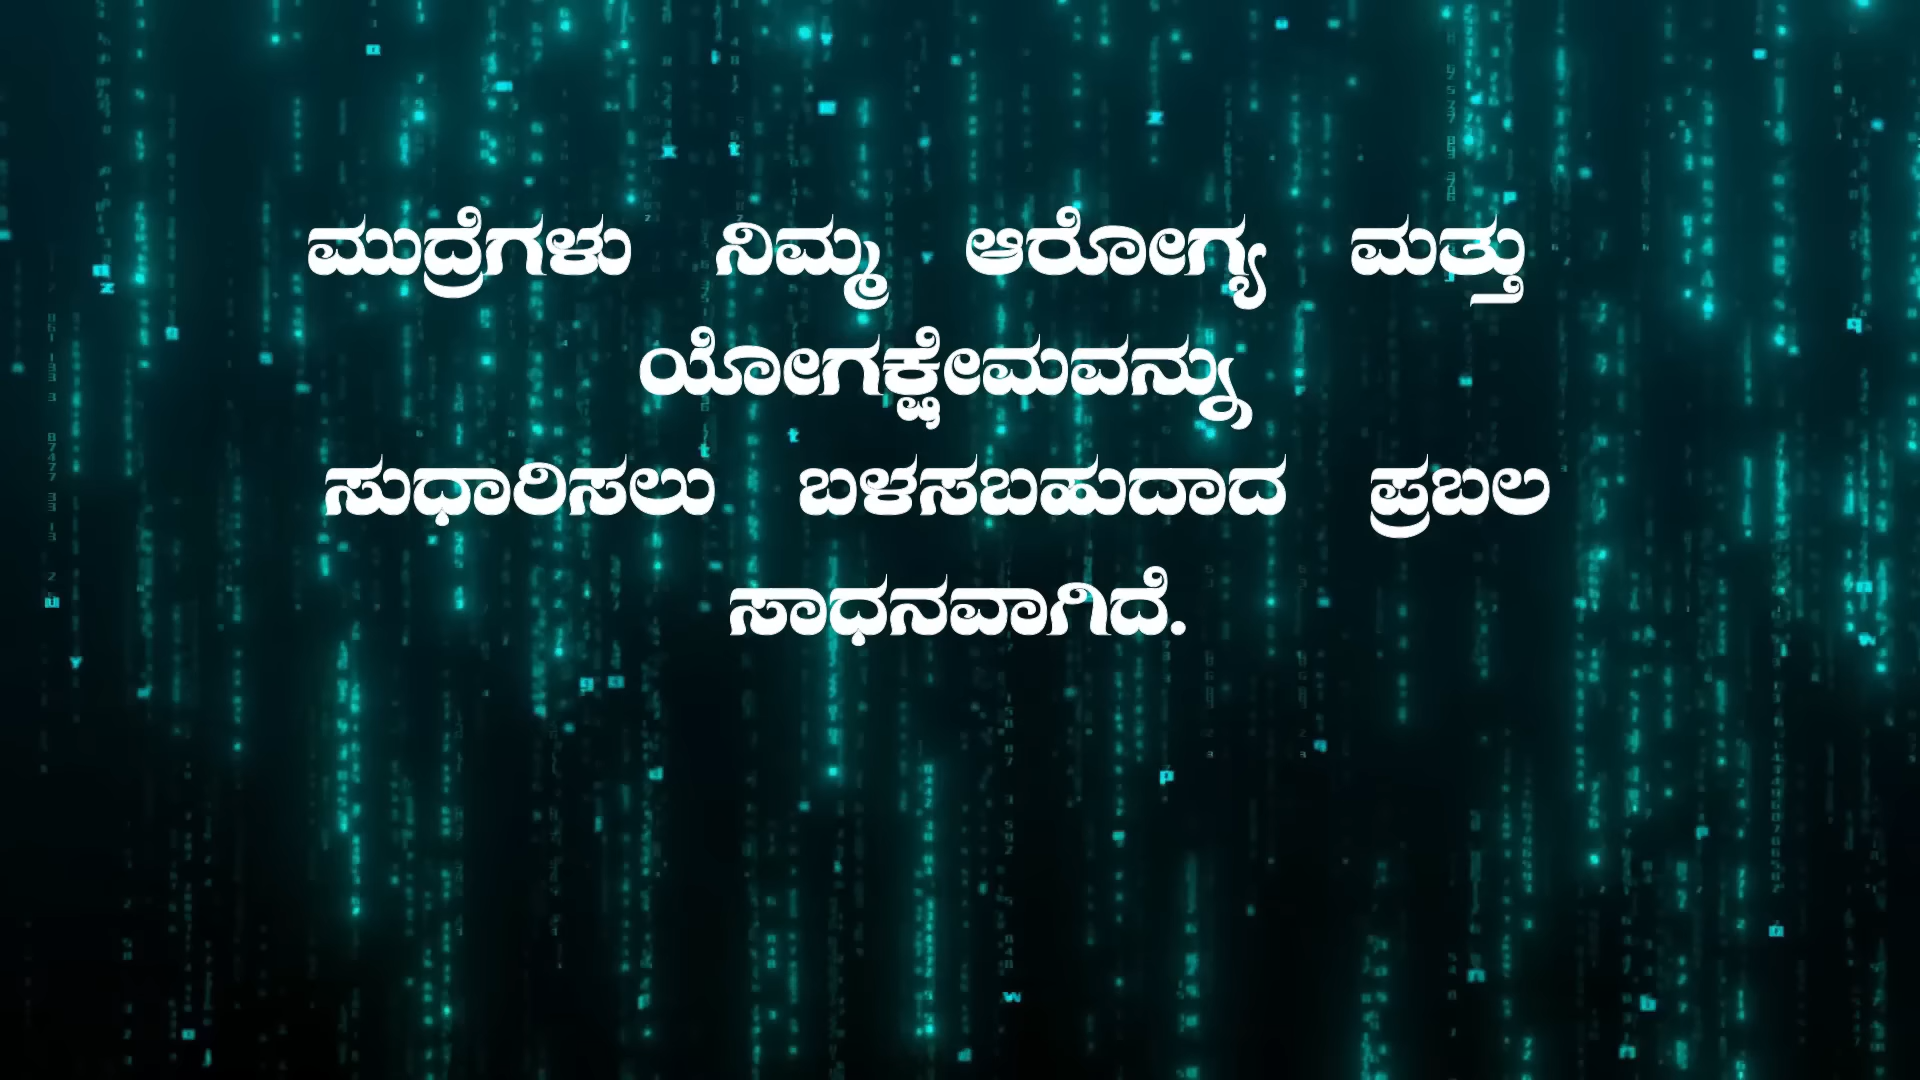 ಮುದ್ರೆಗಳು ನಿಮ್ಮ ಆರೋಗ್ಯ ಮತ್ತು
ಯೋಗಕ್ಷೇಮವನ್ನು
ಸುಧಾರಿಸಲು ಬಳಸಬಹುದಾದ ಪ್ರಬಲ
ಸಾಧನವಾಗಿದೆ.